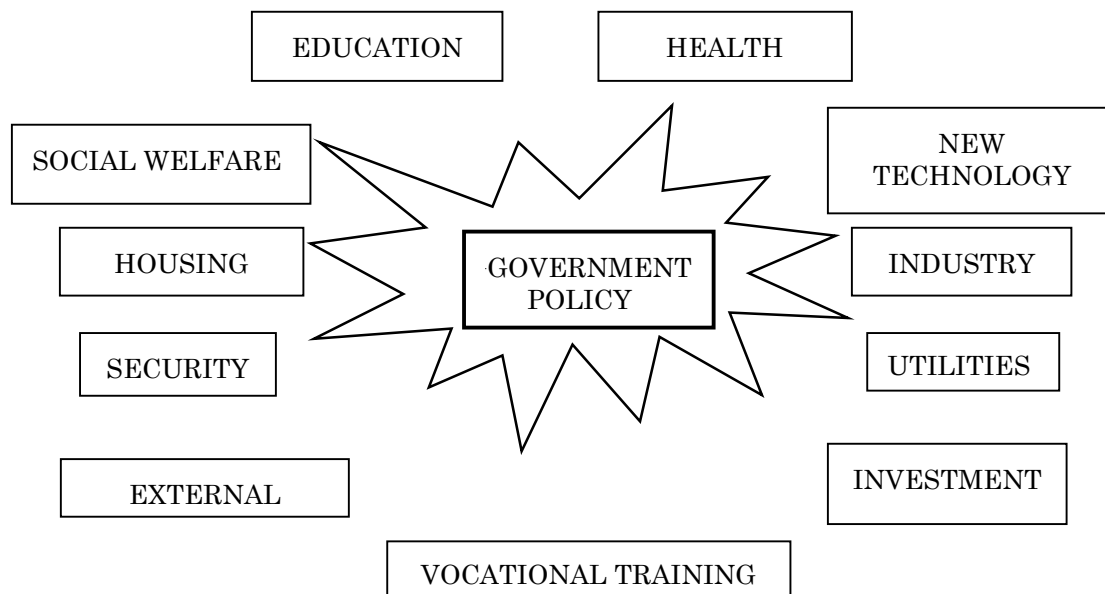 EDUCATION
HEALTH
SOCIAL WELFARE
NEW
TECHNOLOGY
HOUSING
GOVERNMENT
POLICY
INDUSTRY
SECURITY
UTILITIES
EXTERNAL
INVESTMENT
VOCATIONAL TRAINING